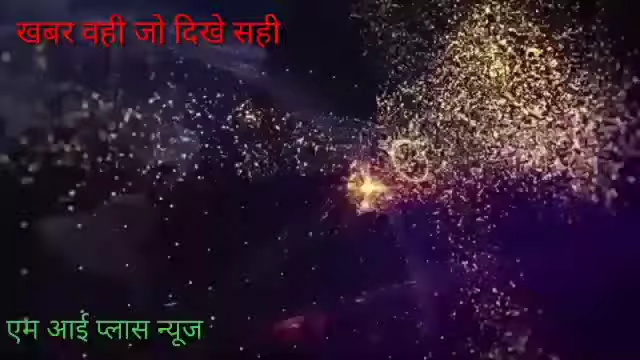 खबर वही जो दिखे सही
एम आई प्लास न्यूज